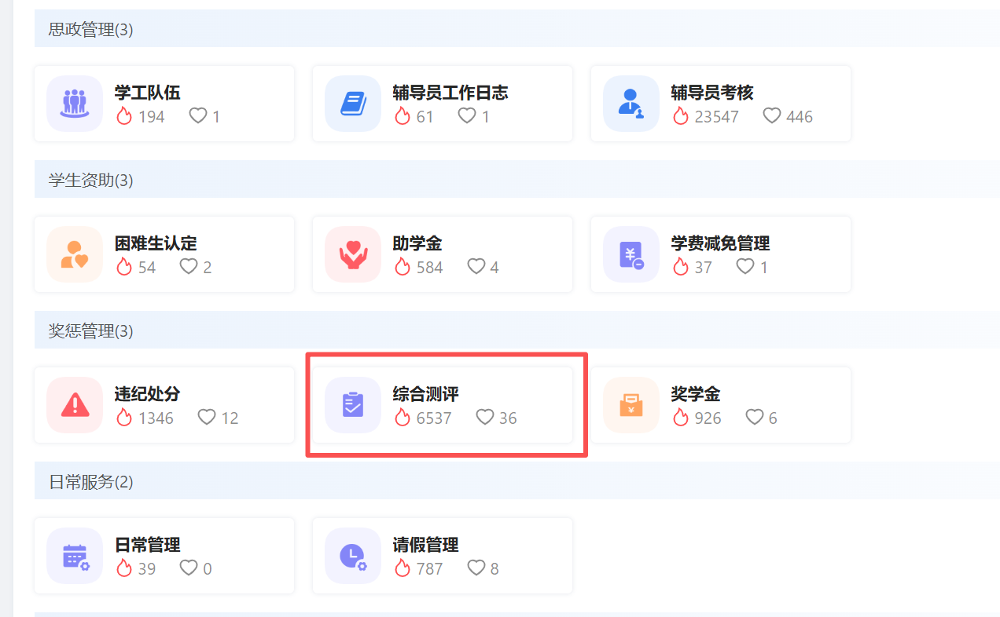 思政管理(3)
学工队伍
194 1
辅导员工作日志
61 1
辅导员考核
23547 446
学生资助(3)
困难生认定
54 2
助学金
584 4
学费减免管理
37 1
奖惩管理(3)
违纪处分
1346 12
综合测评
6537 36
奖学金
926 6
日常服务(2)
日常管理
39 0
请假管理
787 8